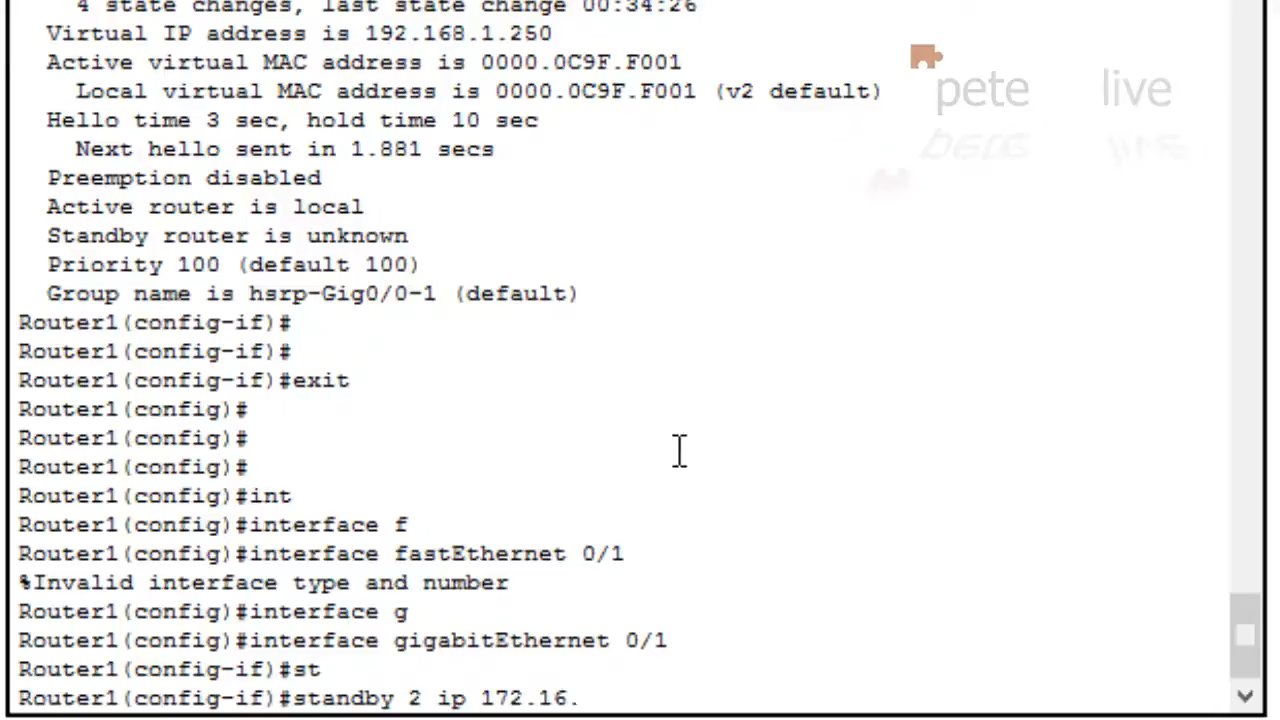 4 state changes, last state change 00:34:26
Virtual IP address is 192.168.1.250
Active virtual MAC address is 0000.0C9F.F001
Local virtual MAC address is 0000.0C9F.F001 (v2 default)
Hello time 3 sec, hold time 10 sec
Next hello sent in 1.881 secs
Preemption disabled
Active router is local
Standby router is unknown
Priority 100 (default 100)
Group name is hsrp-Gig0/0-1 (default)
Router1(config-if)#
Router1(config-if)#
Router1(config-if)#exit
Router1(config)#
Router1(config)#
Router1(config)#
Router1(config)#int
Router1(config)#interface f
Router1(config)#interface fastEthernet 0/1
%Invalid interface type and number
Router1(config)#interface g
Router1(config)#interface gigabitEthernet 0/1
Router1(config-if)#st
Router1(config-if)#standby 2 ip 172.16.
pete live